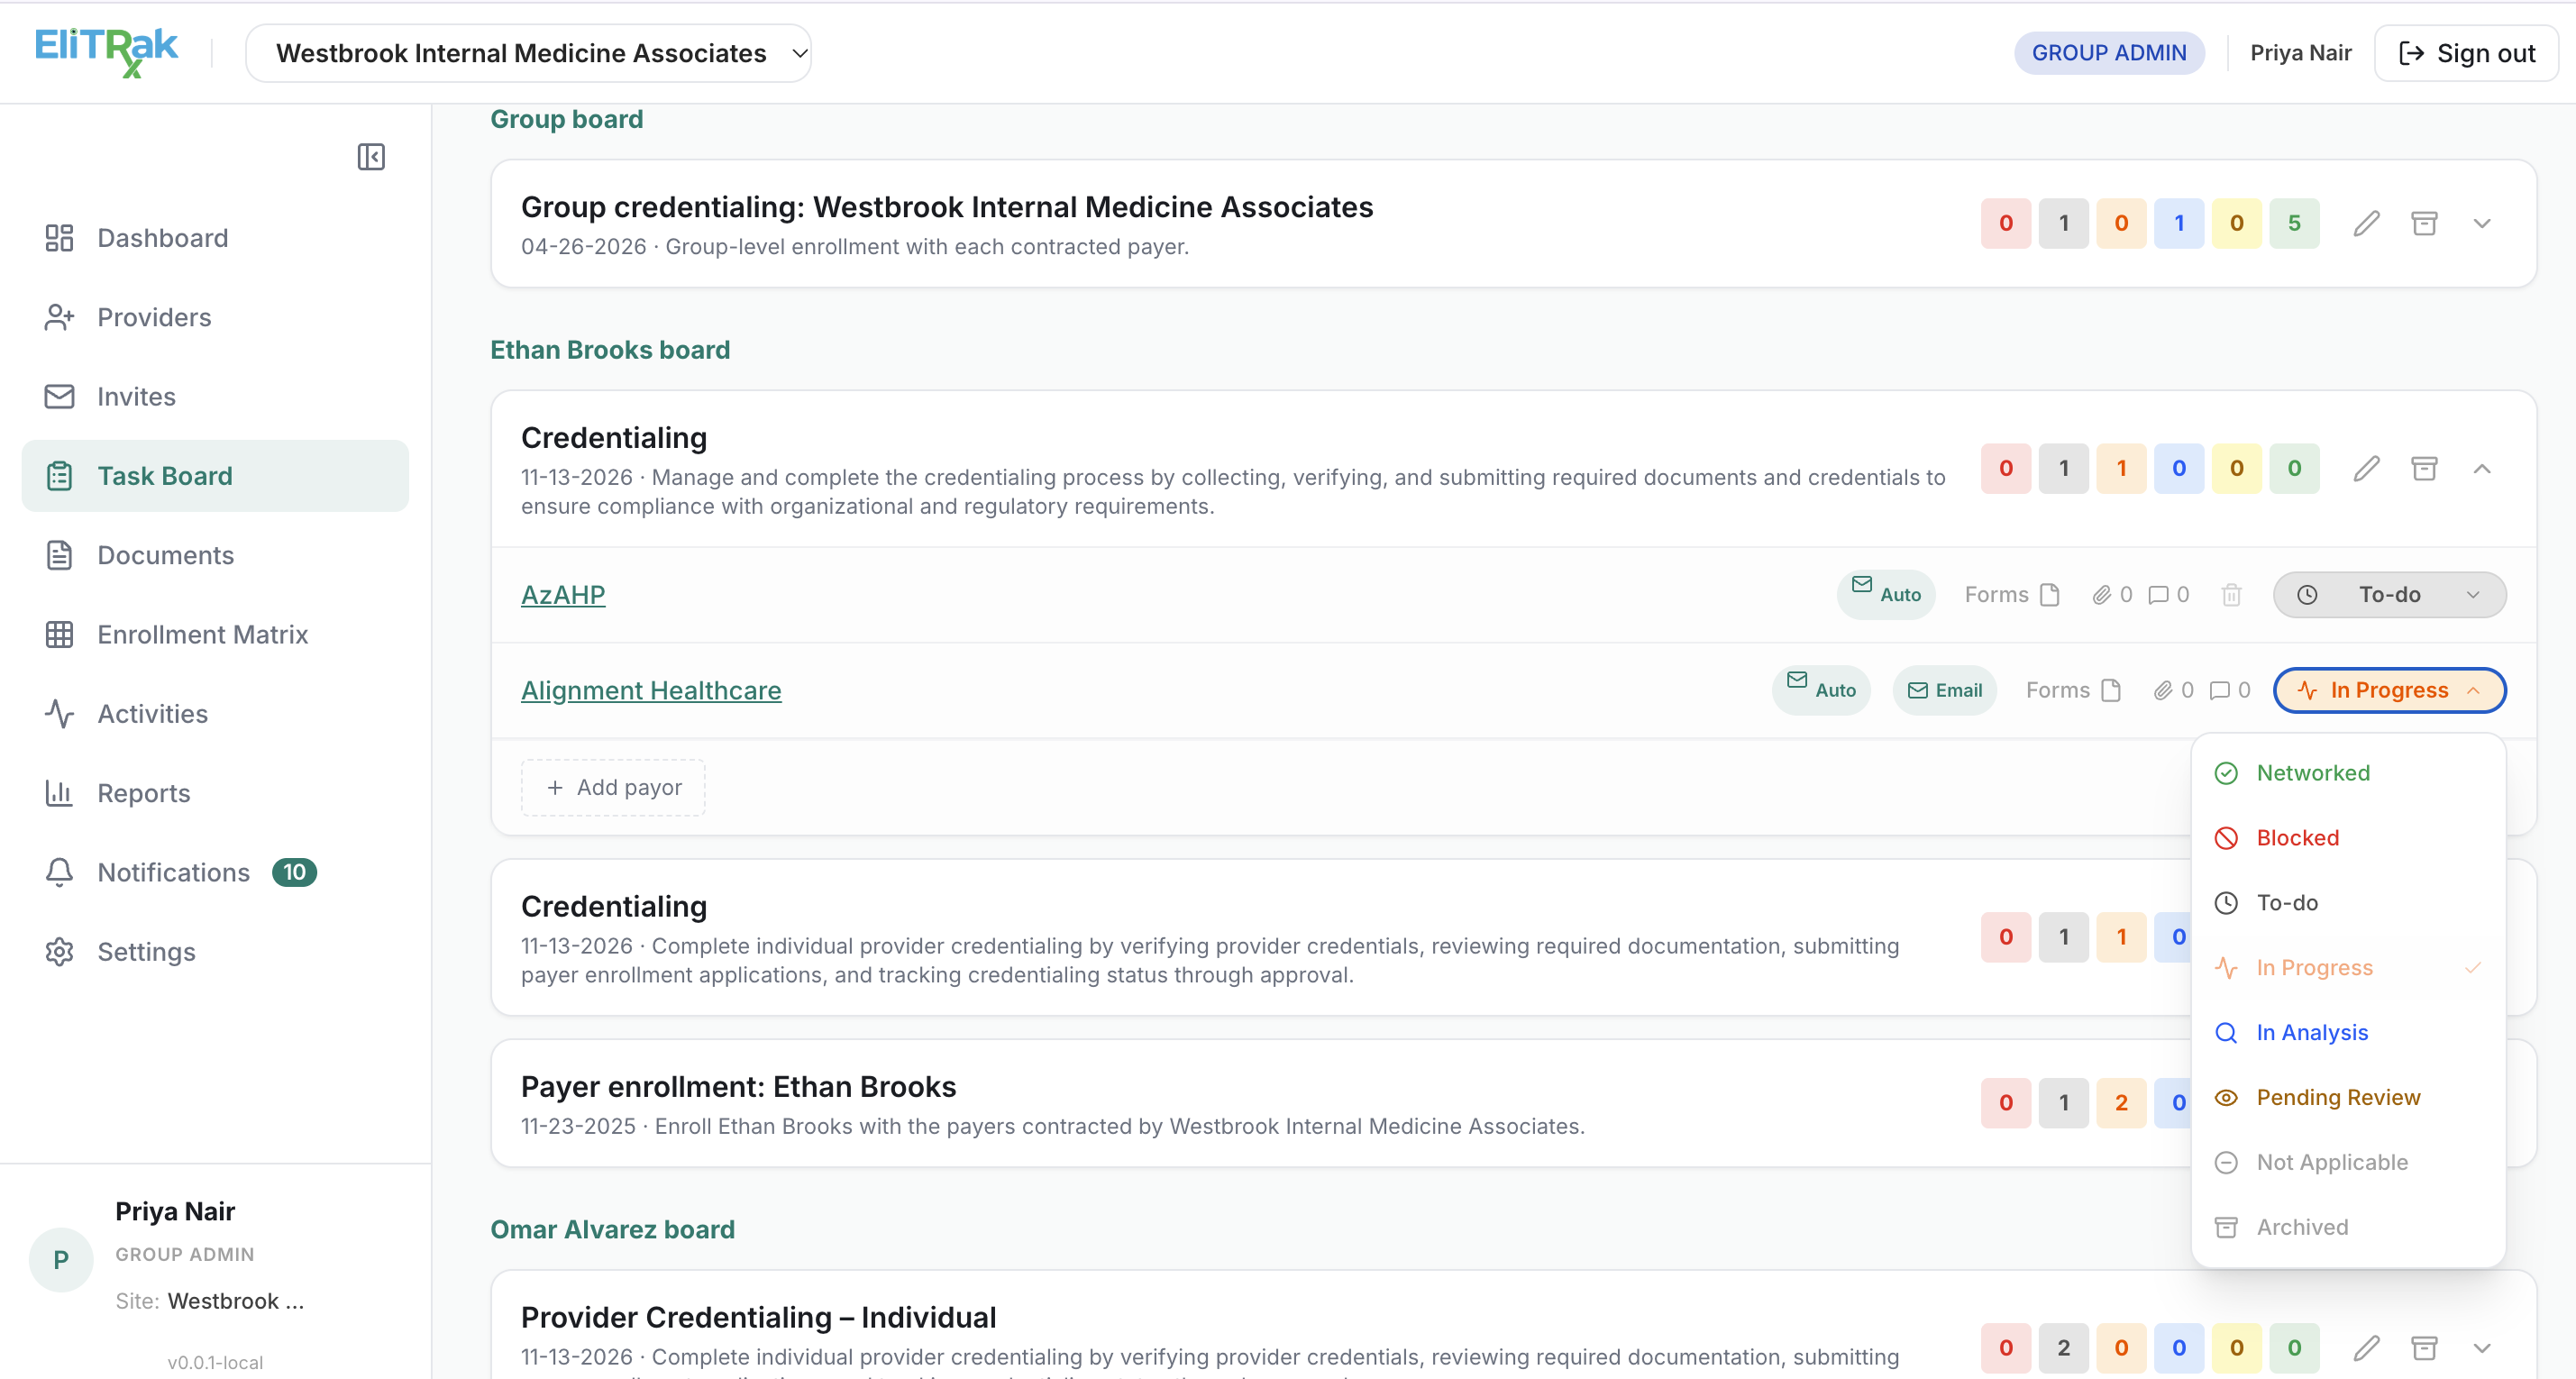 EliTRak
x
Westbrook Internal Medicine Associates
GROUP ADMIN
Priya Nair
Sign out
Dashboard
Providers
Invites
Task Board
Documents
Enrollment Matrix
Activities
Reports
Notifications 10
Settings
Priya Nair
P
GROUP ADMIN
Site: Westbrook ...
v0.0.1-local
Group board
Group credentialing: Westbrook Internal Medicine Associates
04-26-2026 · Group-level enrollment with each contracted payer.
0 1 0 1 0 5
Ethan Brooks board
Credentialing
11-13-2026 · Manage and complete the credentialing process by collecting, verifying, and submitting required documents and credentials to
ensure compliance with organizational and regulatory requirements.
0 1 1 0 0 0
AzAHP
Auto Forms 0 0 To-do
Alignment Healthcare
Auto Email Forms 0 0 In Progress
+ Add payor
Networked
Blocked
To-do
In Progress
In Analysis
Pending Review
Not Applicable
Archived
Credentialing
11-13-2026 · Complete individual provider credentialing by verifying provider credentials, reviewing required documentation, submitting
payer enrollment applications, and tracking credentialing status through approval.
0 1 1 0
Payer enrollment: Ethan Brooks
11-23-2025 · Enroll Ethan Brooks with the payers contracted by Westbrook Internal Medicine Associates.
0 1 2 0
Omar Alvarez board
Provider Credentialing – Individual
11-13-2026 · Complete individual provider credentialing by verifying provider credentials, reviewing required documentation, submitting
0 2 0 0 0 0